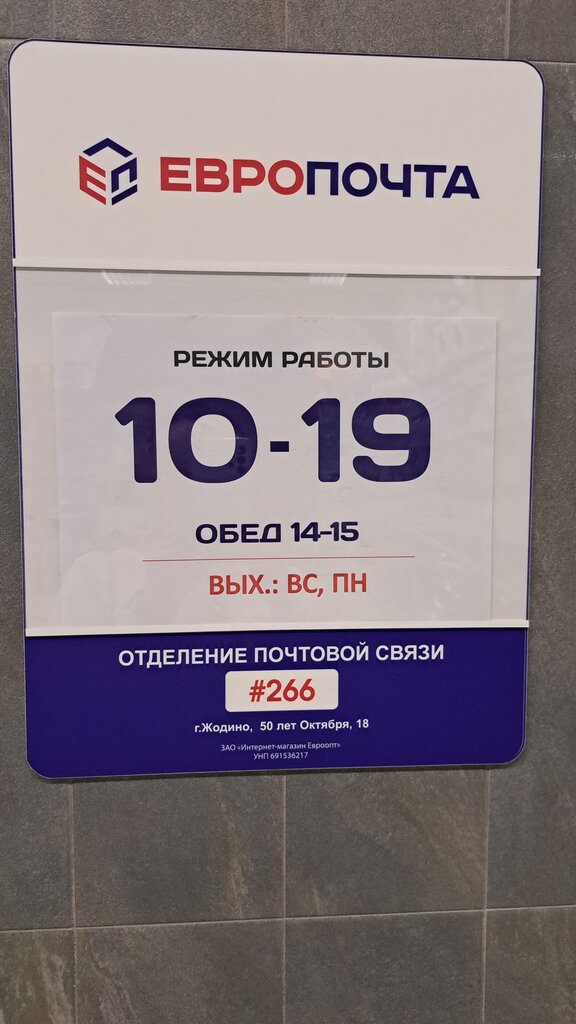 ЕП ЕВРОПОЧТА
РЕЖИМ РАБОТЫ
10-19
ОБЕД 14-15
ВЫХ.: ВС, ПН
ОТДЕЛЕНИЕ ПОЧТОВОЙ СВЯЗИ
#266
г.Жодино, 50 лет Октября, 18
ЗАО «Интернет-магазин Евроопт»
УНП 691536217